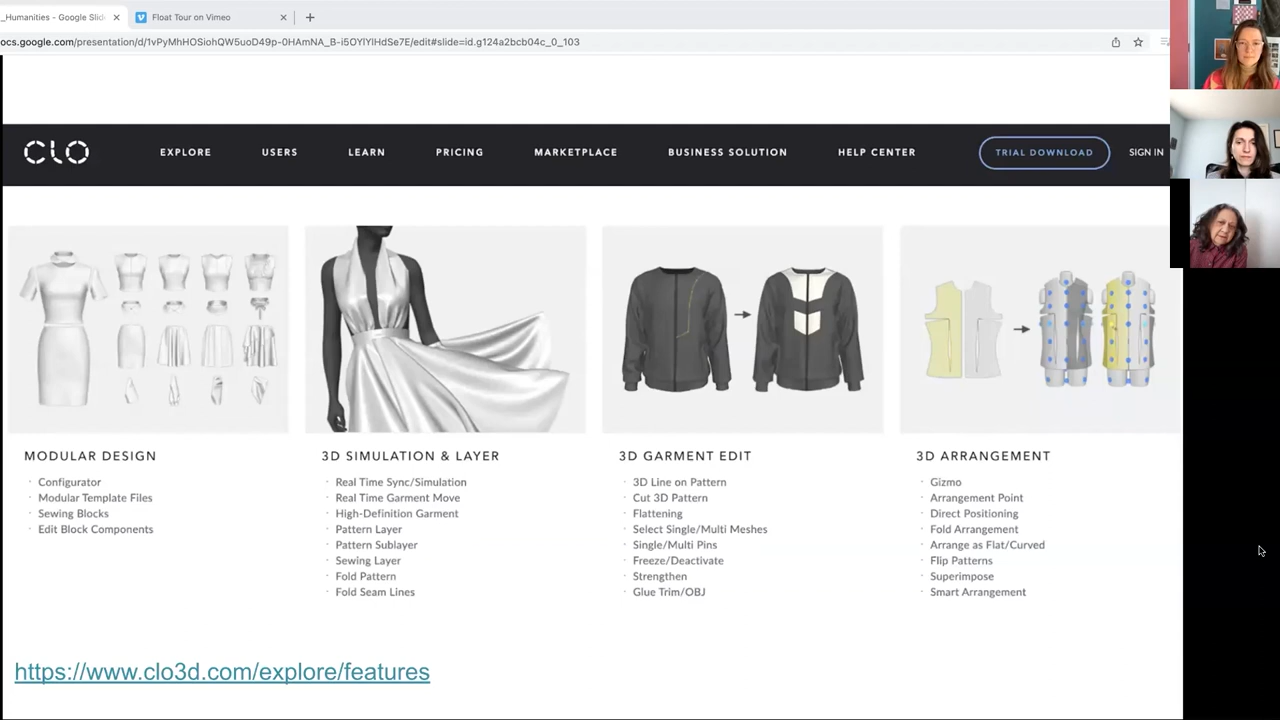 _Humanities - Google Slid
Float Tour on Vimeo
ocs.google.com/presentation/d/1vPyMhHOSiohQW5uoD49p-0HAmNA_B-i5OYlYlHdSe7E/edit#slide=id.g124a2bcb04c_0_103
CLO
EXPLORE
USERS
LEARN
PRICING
MARKETPLACE
BUSINESS SOLUTION
HELP CENTER
TRIAL DOWNLOAD
SIGN IN
MODULAR DESIGN
· Configurator
· Modular Template Files
· Sewing Blocks
· Edit Block Components
3D SIMULATION & LAYER
· Real Time Sync/Simulation
· Real Time Garment Move
· High-Definition Garment
· Pattern Layer
· Pattern Sublayer
· Sewing Layer
· Fold Pattern
· Fold Seam Lines
3D GARMENT EDIT
· 3D Line on Pattern
· Cut 3D Pattern
· Flattening
· Select Single/Multi Meshes
· Single/Multi Pins
· Freeze/Deactivate
· Strengthen
· Glue Trim/OBJ
3D ARRANGEMENT
· Gizmo
· Arrangement Point
· Direct Positioning
· Fold Arrangement
· Arrange as Flat/Curved
· Flip Patterns
· Superimpose
· Smart Arrangement
https://www.clo3d.com/explore/features